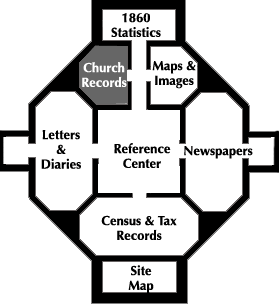 1860
Statistics
Church
Records
Maps &
Images
Letters
&
Diaries
Reference
Center
Newspapers
Census & Tax
Records
Site
Map